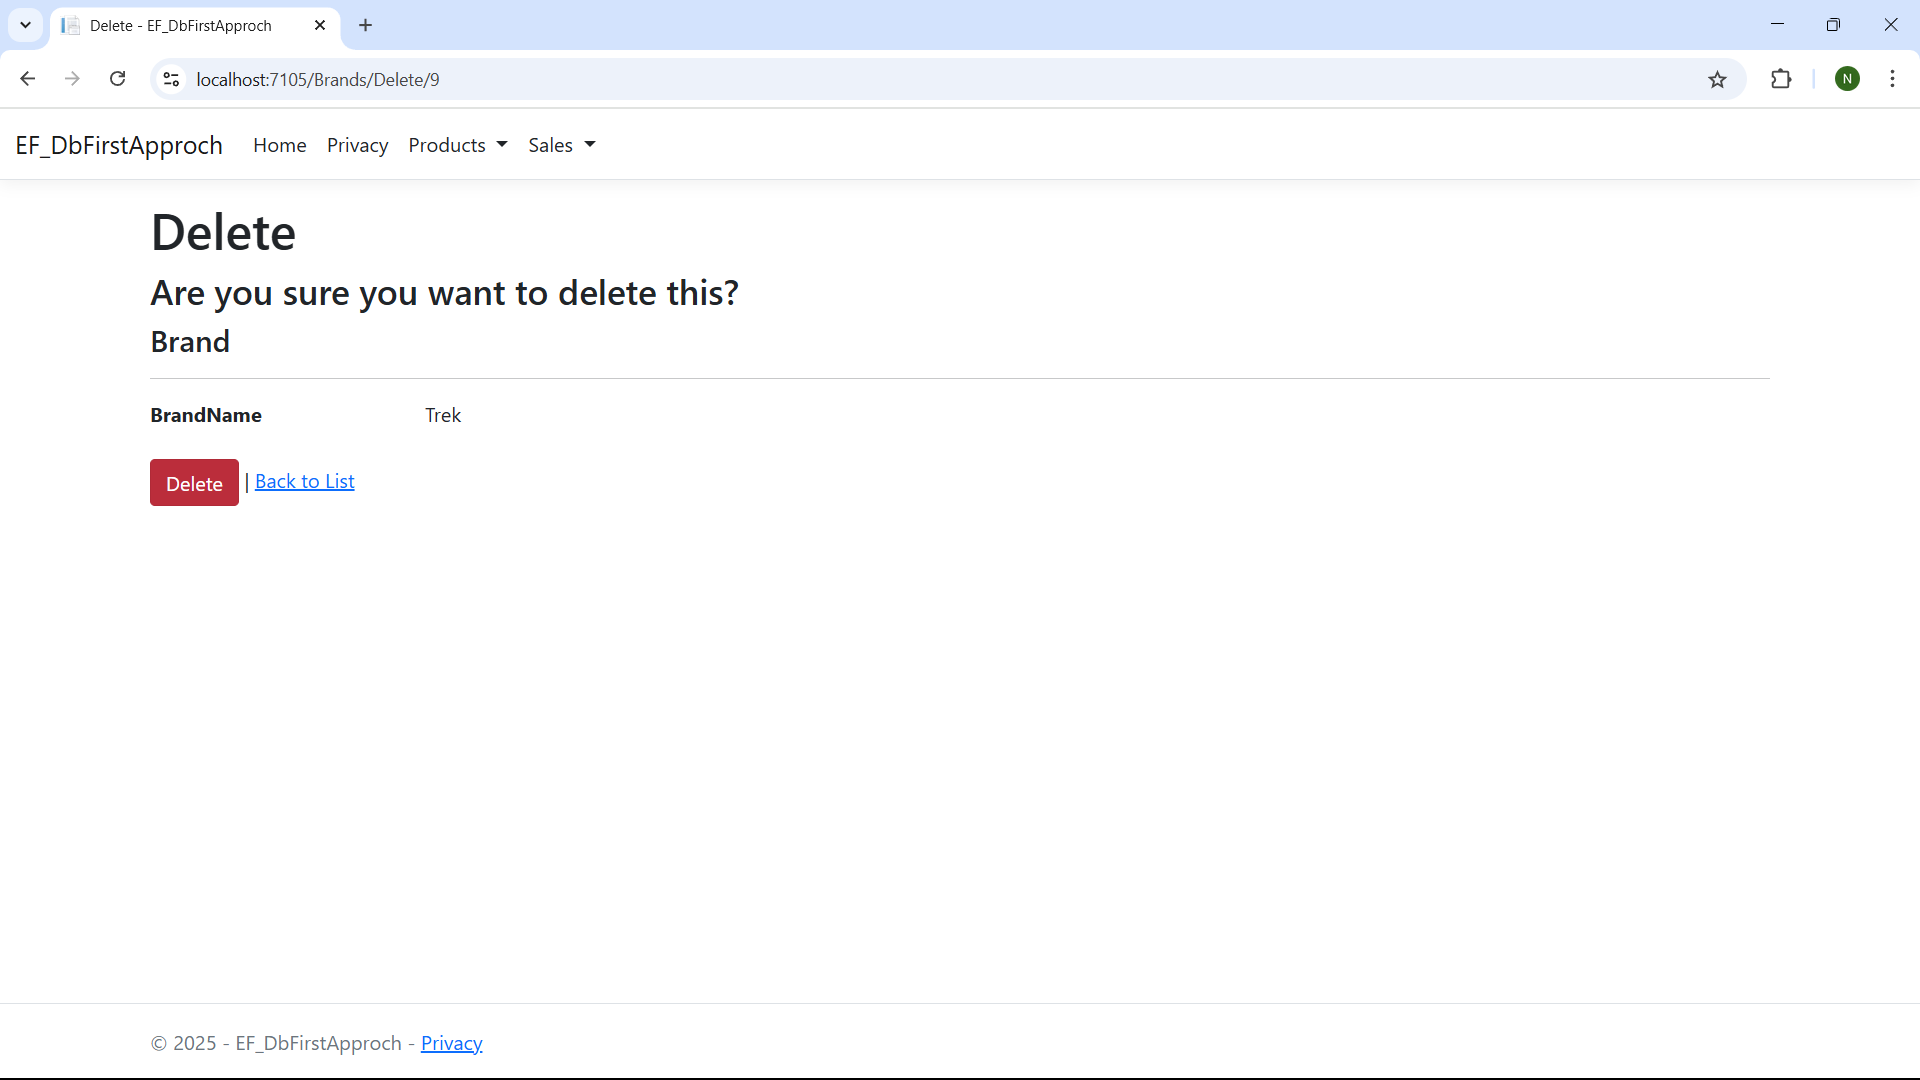 Delete - EF_DbFirstApproch
localhost:7105/Brands/Delete/9
N
EF_DbFirstApproch Home Privacy Products Sales
Delete
Are you sure you want to delete this?
Brand
BrandName Trek
Delete | Back to List
© 2025 - EF_DbFirstApproch - Privacy